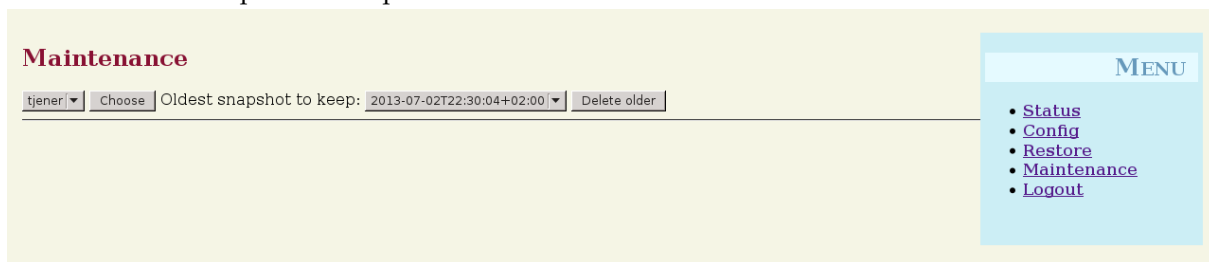 Maintenance
tjener Choose Oldest snapshot to keep: 2013-07-02T22:30:04+02:00 Delete older
MENU
Status
Config
Restore
Maintenance
Logout